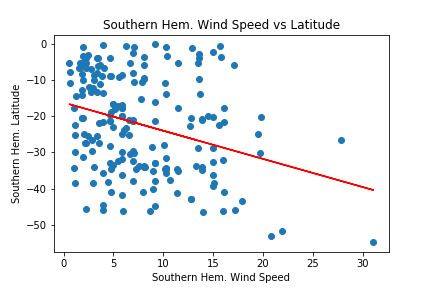 Southern Hem. Wind Speed vs Latitude
Southern Hem. Latitude
0
−10
−20
−30
−40
−50
0 5 10 15 20 25 30
Southern Hem. Wind Speed